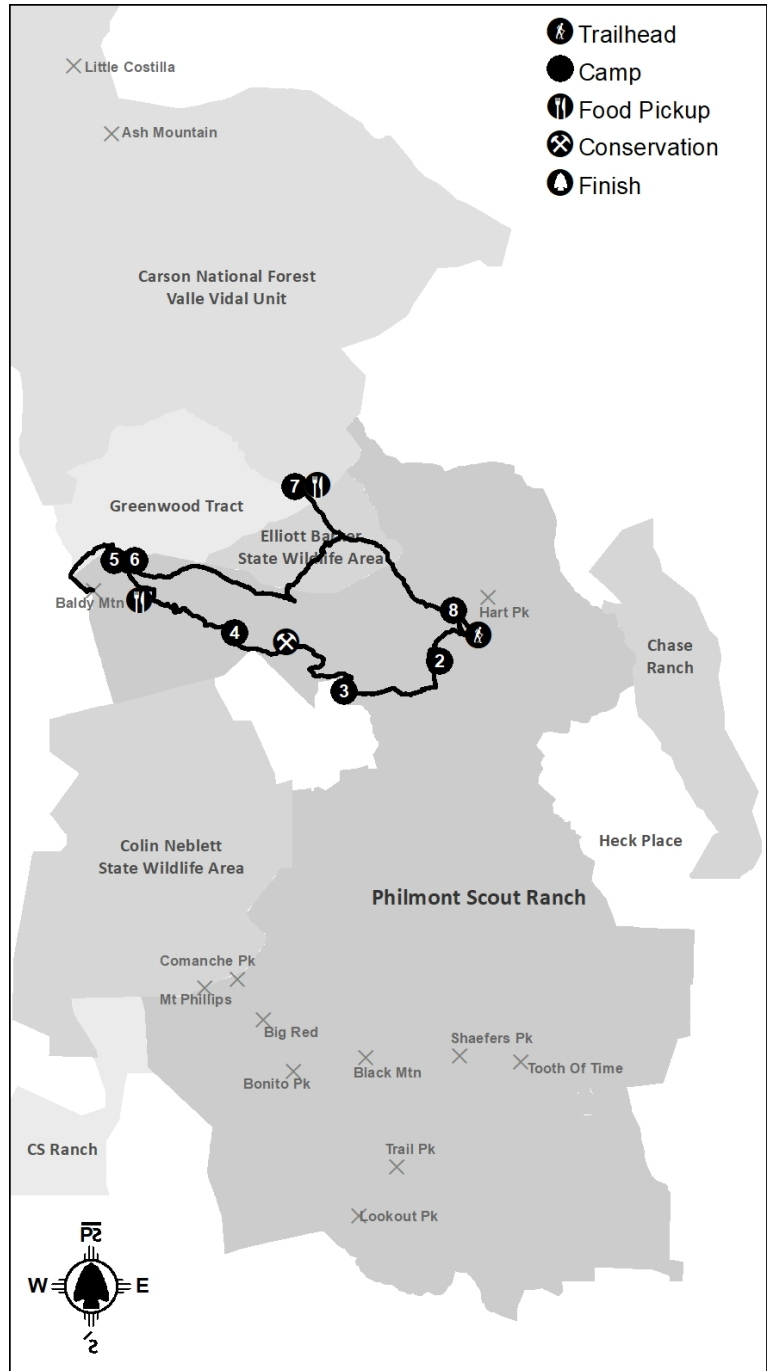 Trailhead
Camp
Food Pickup
Conservation
Finish
Little Costilla
Ash Mountain
Carson National Forest
Valle Vidal Unit
7
Greenwood Tract
Elliott Barker
State Wildlife Area
5 6
Baldy Mtn
8
Hart Pk
4
2
3
Chase
Ranch
Heck Place
Colin Neblett
State Wildlife Area
Philmont Scout Ranch
Comanche Pk
Mt Phillips
Big Red
Shaefers Pk
Black Mtn
Tooth Of Time
Bonito Pk
CS Ranch
Trail Pk
Lookout Pk
W E